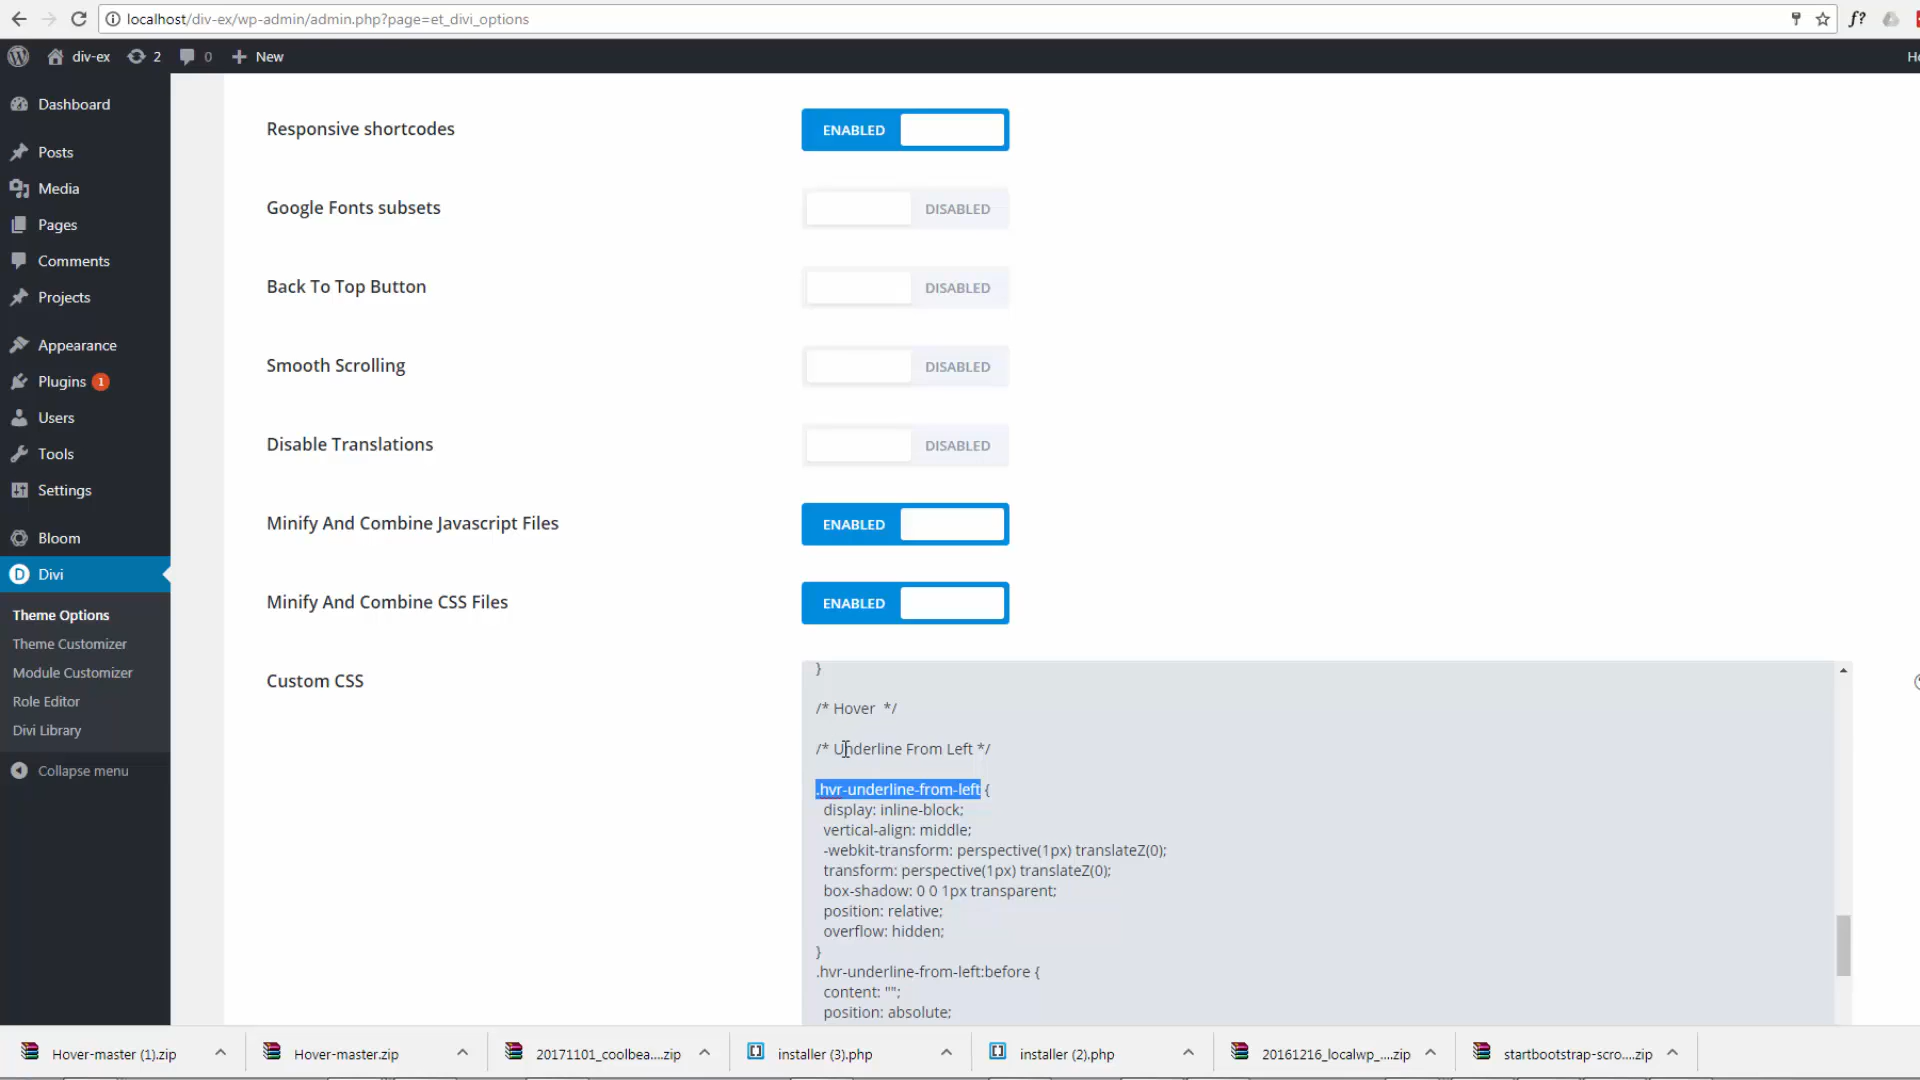 localhost/div-ex/wp-admin/admin.php?page=et_divi_options
f?
div-ex 2 0 New
Dashboard
Posts
Media
Pages
Comments
Projects
Appearance
Plugins 1
Users
Tools
Settings
Bloom
D Divi
Theme Options
Theme Customizer
Module Customizer
Role Editor
Divi Library
Collapse menu
Responsive shortcodes ENABLED
Google Fonts subsets DISABLED
Back To Top Button DISABLED
Smooth Scrolling DISABLED
Disable Translations DISABLED
Minify And Combine Javascript Files ENABLED
Minify And Combine CSS Files ENABLED
Custom CSS
}
/* Hover  */
/* Underline From Left */
.hvr-underline-from-left {
display: inline-block;
vertical-align: middle;
-webkit-transform: perspective(1px) translateZ(0);
transform: perspective(1px) translateZ(0);
box-shadow: 0 0 1px transparent;
position: relative;
overflow: hidden;
}
.hvr-underline-from-left:before {
content: "";
position: absolute;
Hover-master (1).zip
Hover-master.zip
20171101_coolbea....zip
installer (3).php
installer (2).php
20161216_localwp_....zip
startbootstrap-scro....zip